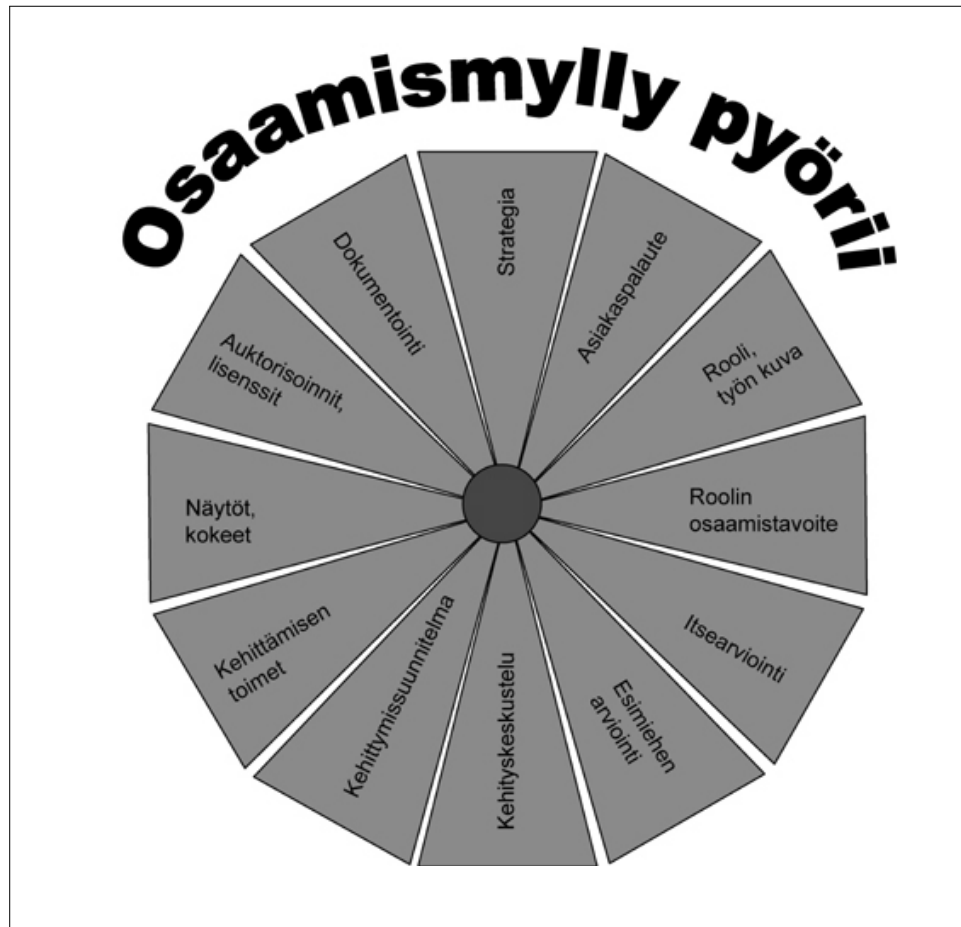 Osaamismylly pyörii
Strategia
Asiakaspalaute
Rooli,
työn kuva
Roolin
osaamistavoite
Itsearviointi
Esimiehen
arviointi
Kehityskeskustelu
Kehittymissuunnitelma
Kehittämisen
toimet
Näytöt,
kokeet
Auktorisoinnit,
lisenssit
Dokumentointi